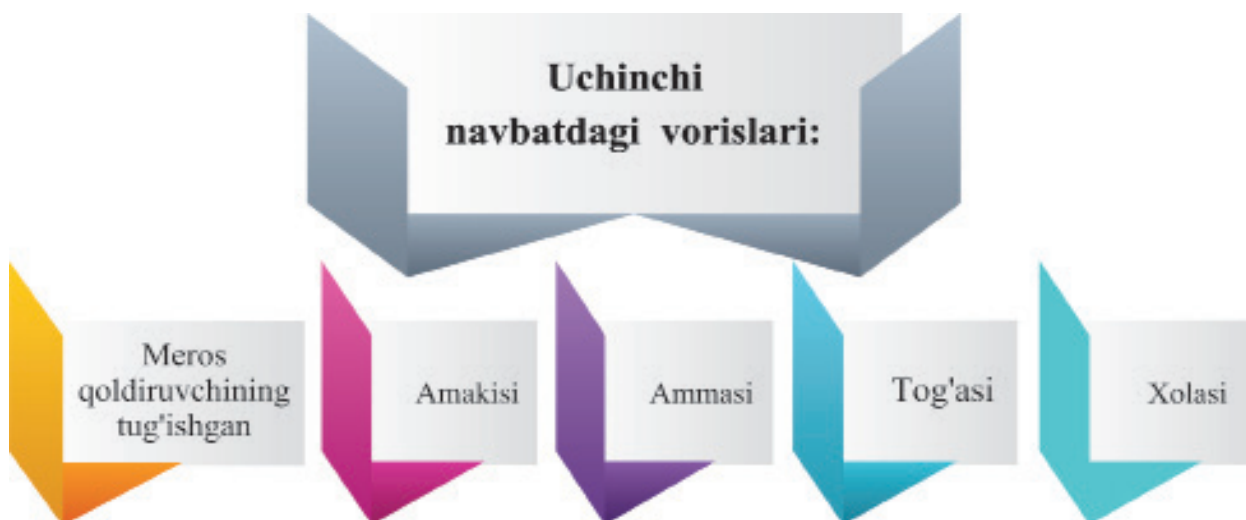 Uchinchi
navbatdagi vorislari:
Meros
qoldiruvchining
tug'ishgan
Amakisi
Ammasi
Tog'asi
Xolasi